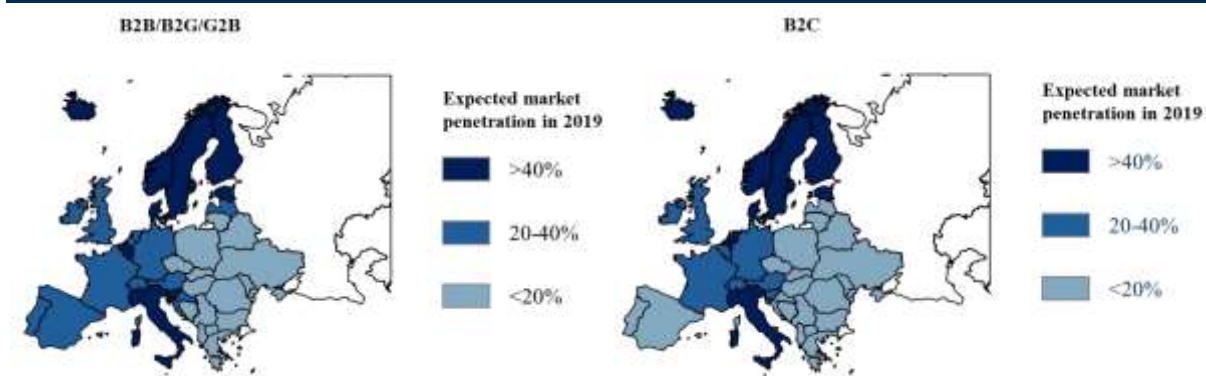 B2B/B2G/G2B
Expected market
penetration in 2019
>40%
20-40%
<20%
B2C
Expected market
penetration in 2019
>40%
20-40%
<20%